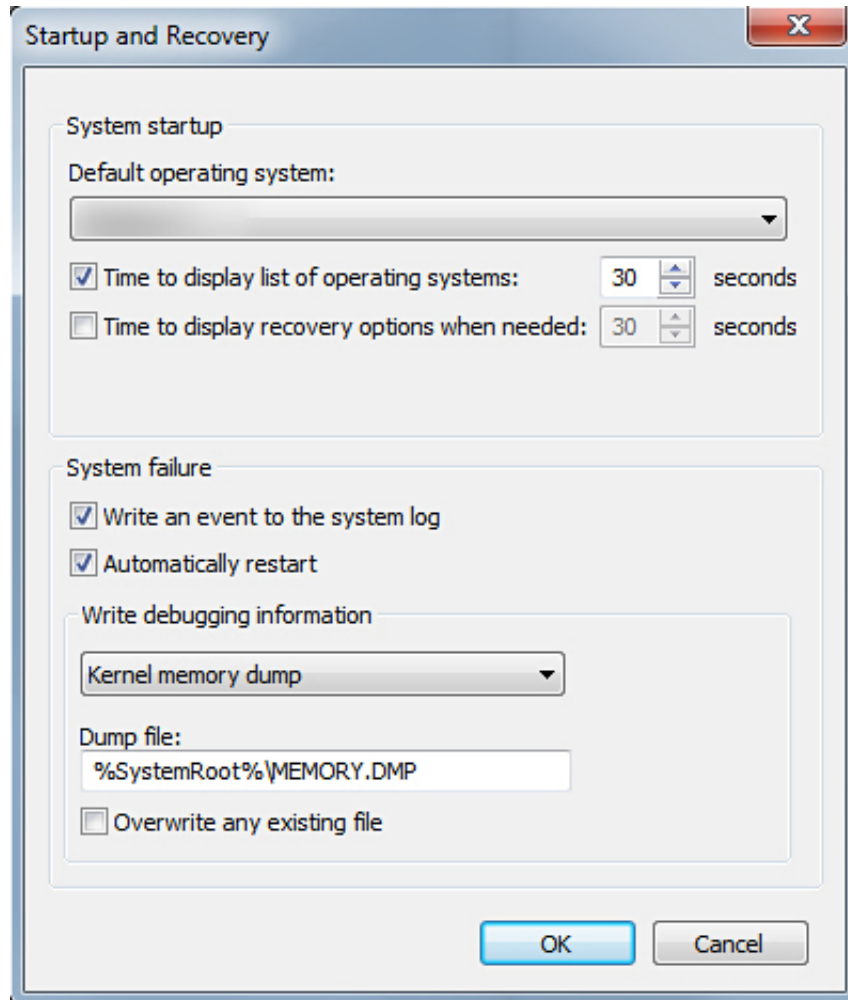 Startup and Recovery
System startup
Default operating system:
Time to display list of operating systems: 30 seconds
Time to display recovery options when needed: 30 seconds
System failure
Write an event to the system log
Automatically restart
Write debugging information
Kernel memory dump
Dump file:
%SystemRoot%\MEMORY.DMP
Overwrite any existing file
OK Cancel